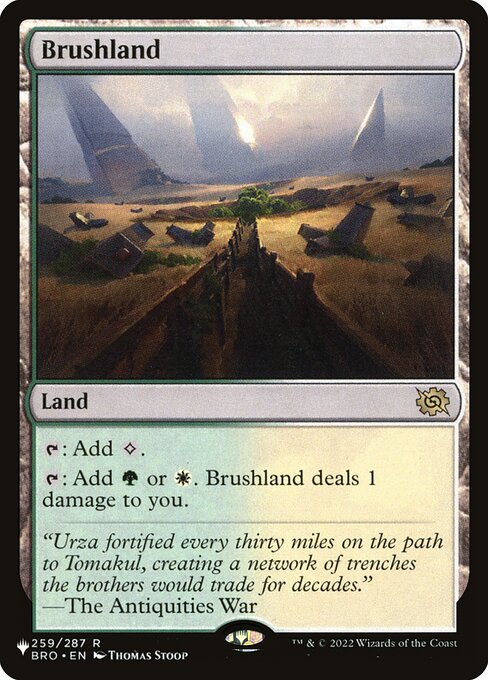 Brushland
Land
: Add .
: Add or . Brushland deals 1
damage to you.
“Urza fortified every thirty miles on the path
to Tomakul, creating a network of trenches
the brothers would trade for decades.”
—The Antiquities War
259/287 R
BRO • EN Thomas Stoop
™ & © 2022 Wizards of the Coast